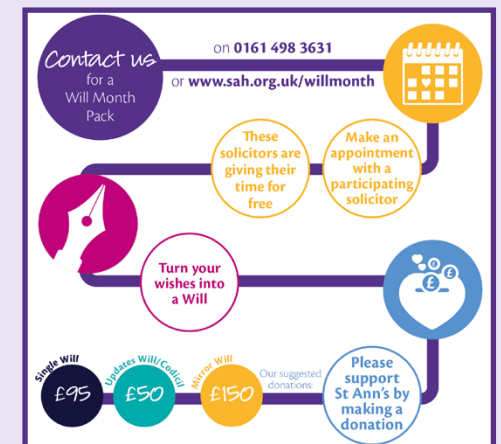 Contact us
for a
Will Month
Pack
on 0161 498 3631
or www.sah.org.uk/willmonth
These
solicitors are
giving their
time for
free
Make an
appointment
with a
participating
solicitor
Turn your
wishes into
a Will
£
£
£
Single Will
£95
Updates Will/Codicil
£50
Mirror Will
£150
Our suggested
donations:
Please
support
St Ann's by
making a
donation